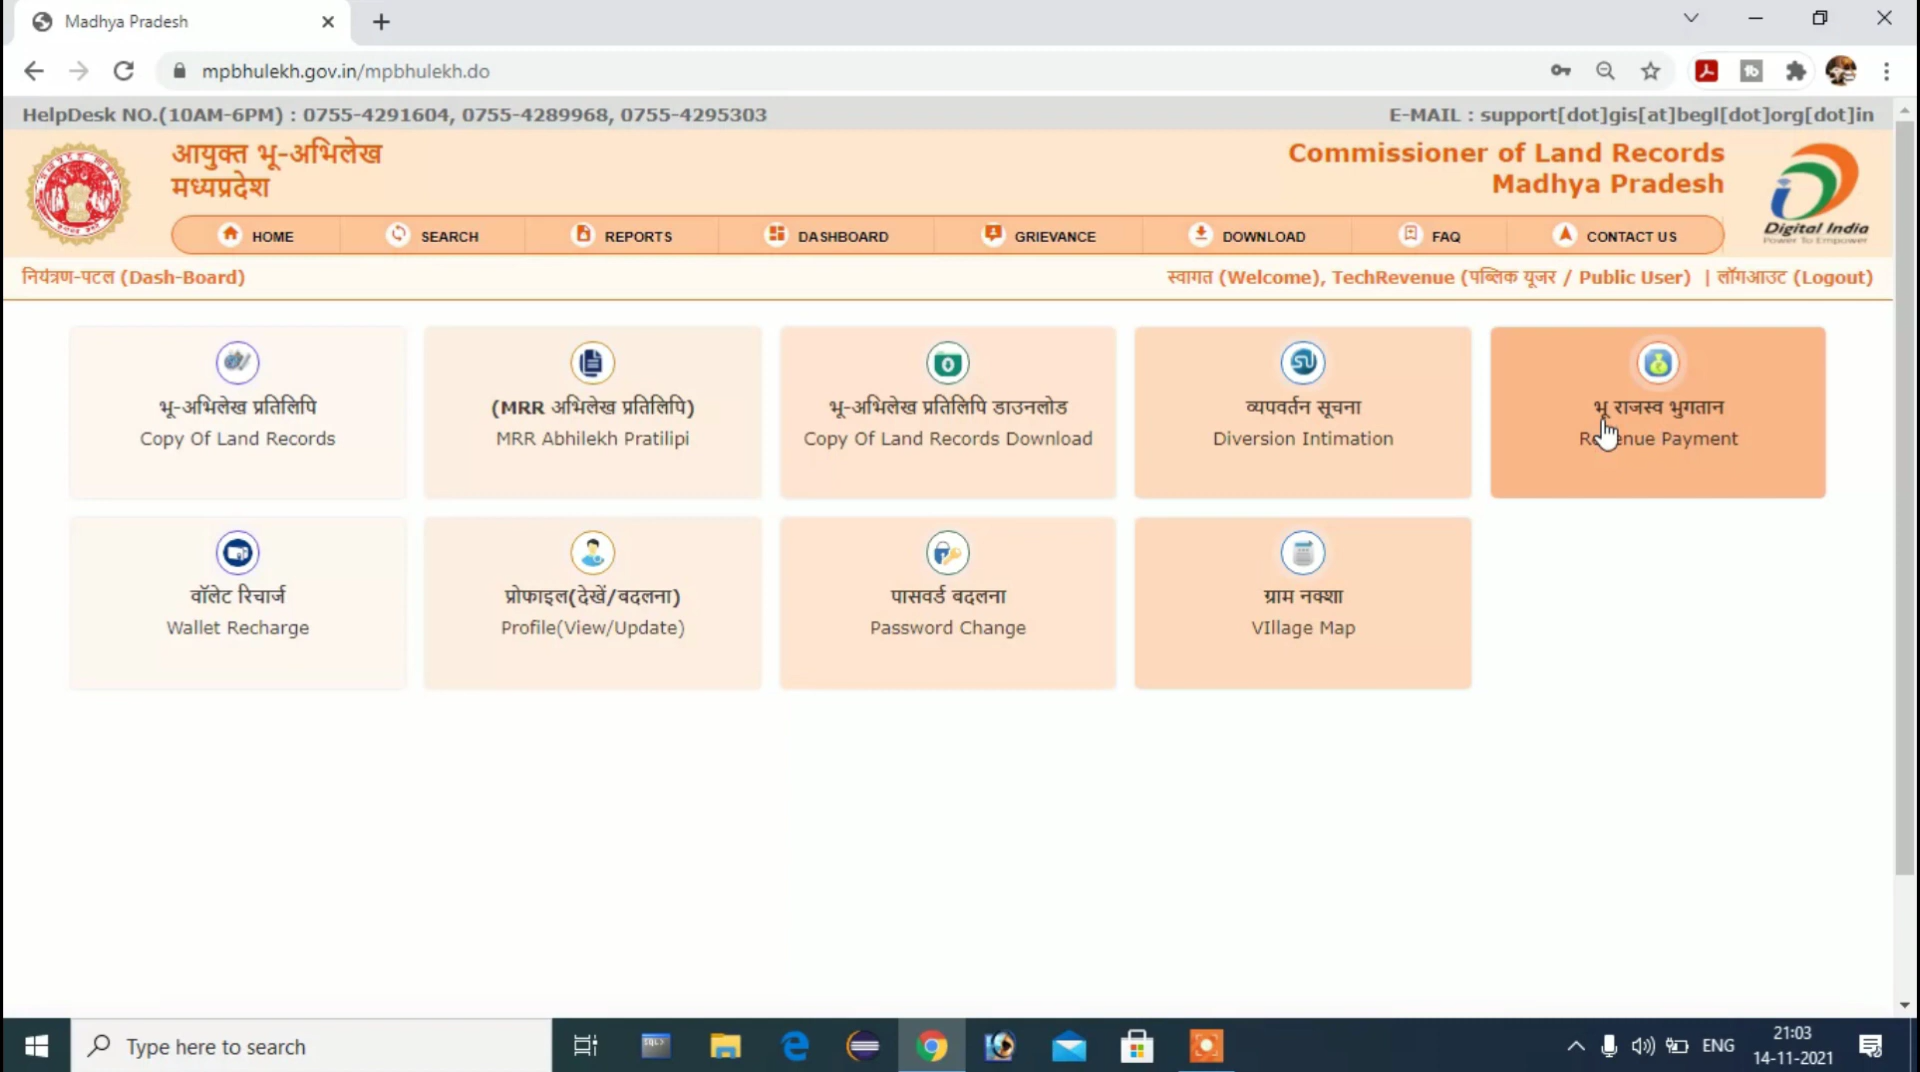 Madhya Pradesh
mpbhulekh.gov.in/mpbhulekh.do
HelpDesk NO.(10AM-6PM) : 0755-4291604, 0755-4289968, 0755-4295303
E-MAIL : support[dot]gis[at]begl[dot]org[dot]in
आयुक्त भू-अभिलेख
मध्यप्रदेश
Commissioner of Land Records
Madhya Pradesh
Digital India
Power To Empower
HOME
SEARCH
REPORTS
DASHBOARD
GRIEVANCE
DOWNLOAD
FAQ
CONTACT US
नियंत्रण-पटल (Dash-Board)
स्वागत (Welcome), TechRevenue (पब्लिक यूजर / Public User) | लॉगआउट (Logout)
भू-अभिलेख प्रतिलिपि
Copy Of Land Records
(MRR अभिलेख प्रतिलिपि)
MRR Abhilekh Pratilipi
भू-अभिलेख प्रतिलिपि डाउनलोड
Copy Of Land Records Download
व्यपवर्तन सूचना
Diversion Intimation
भू राजस्व भुगतान
Revenue Payment
वॉलेट रिचार्ज
Wallet Recharge
प्रोफाइल(देखें/बदलना)
Profile(View/Update)
पासवर्ड बदलना
Password Change
ग्राम नक्शा
VIllage Map
Type here to search
ENG
21:03
14-11-2021